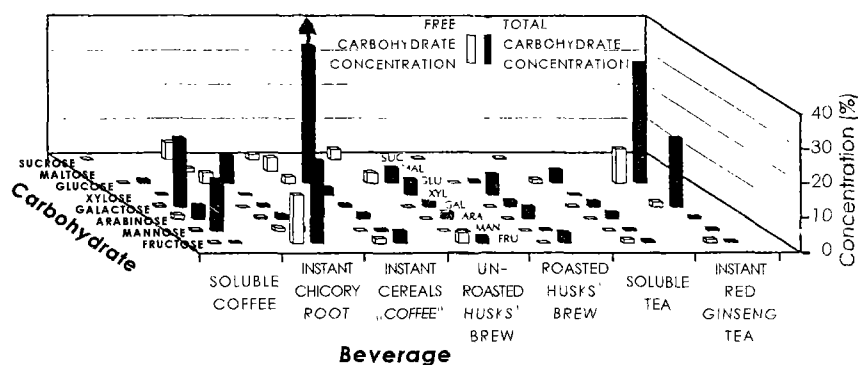 FREE CARBOHYDRATE CONCENTRATION
TOTAL CARBOHYDRATE CONCENTRATION
40
30
20
10
0
Concentration (%)
SUCROSE
MALTOSE
GLUCOSE
XYLOSE
GALACTOSE
ARABINOSE
MANNOSE
FRUCTOSE
Carbohydrate
SUC
MAL
GLU
XYL
GAL
ARA
MAN
FRU
SOLUBLE COFFEE
INSTANT CHICORY ROOT
INSTANT CEREALS „COFFEE"
UN-ROASTED HUSKS' BREW
ROASTED HUSKS' BREW
SOLUBLE TEA
INSTANT RED GINSENG TEA
Beverage